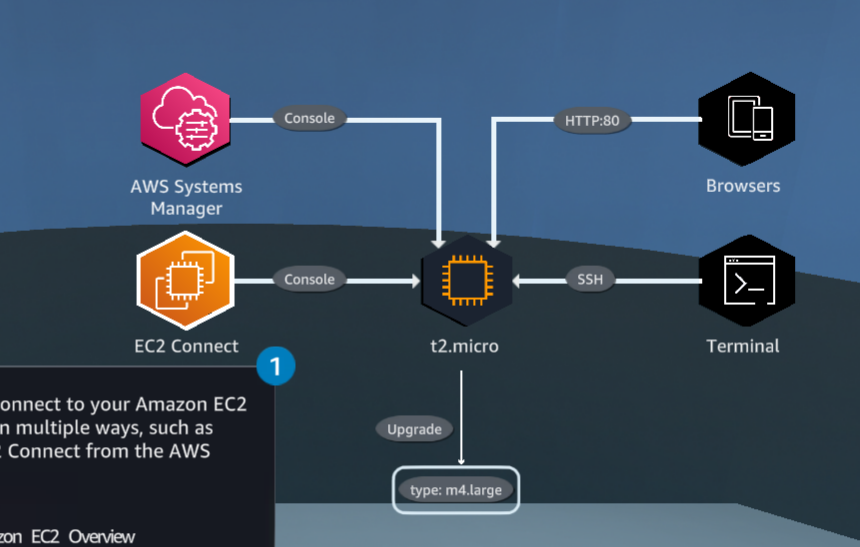 Console
HTTP:80
AWS Systems
Manager
Browsers
Console
SSH
EC2 Connect
t2.micro
Terminal
1
onnect to your Amazon EC2
n multiple ways, such as
Connect from the AWS
Upgrade
type: m4.large
zon EC2 Overview